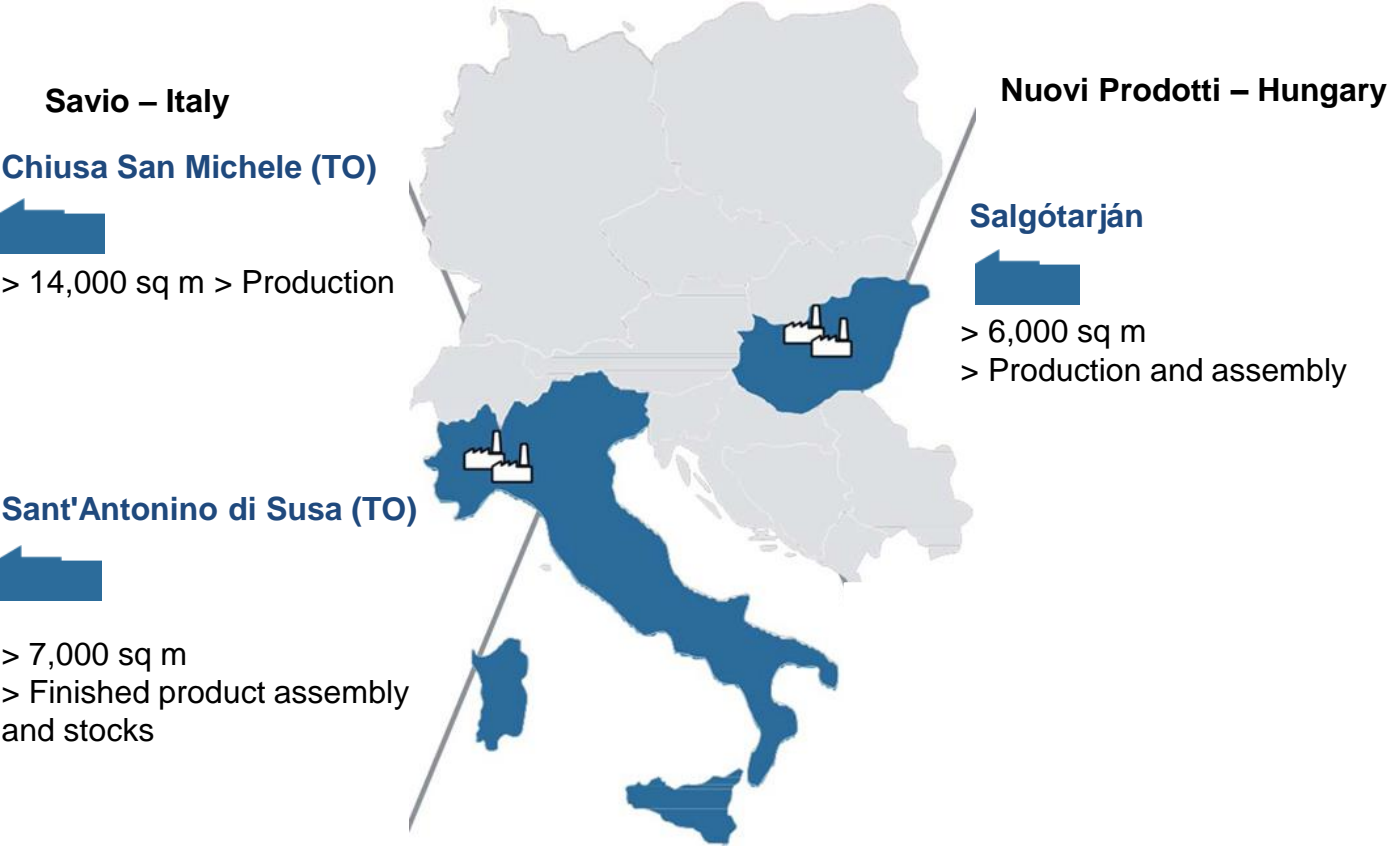 Savio – Italy
Chiusa San Michele (TO)
> 14,000 sq m > Production
Sant'Antonino di Susa (TO)
> 7,000 sq m
> Finished product assembly
and stocks
Nuovi Prodotti – Hungary
Salgótarján
> 6,000 sq m
> Production and assembly